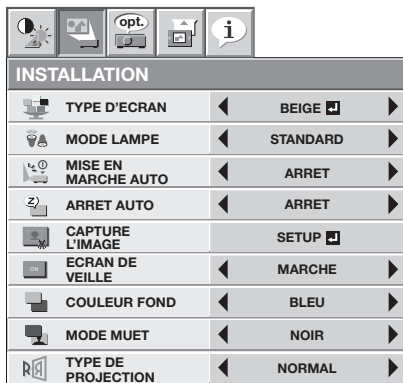 opt.
i
INSTALLATION
TYPE D'ECRAN BEIGE
MODE LAMPE STANDARD
MISE EN
MARCHE AUTO ARRET
ARRET AUTO ARRET
CAPTURE
L'IMAGE SETUP
ECRAN DE
VEILLE MARCHE
COULEUR FOND BLEU
MODE MUET NOIR
TYPE DE
PROJECTION NORMAL